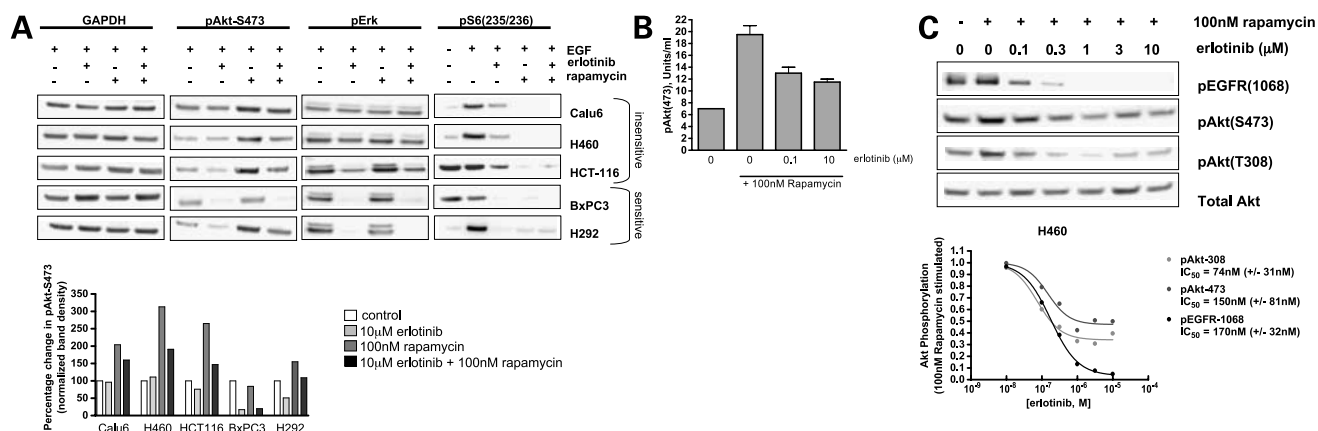 A
GAPDH
pAkt-S473
pErk
pS6(235/236)
+ + + +
+ + + +
+ + + +
- + + + +
EGF
- + - +
- + - +
- + - +
- - + - +
erlotinib
- - + +
- - + +
- - + +
- - - + +
rapamycin
Calu6
H460
HCT-116
BxPC3
H292
insensitive
sensitive
Percentage change in pAkt-S473
(normalized band density)
350
300
250
200
150
100
50
0
Calu6 H460 HCT116 BxPC3 H292
control
10μM erlotinib
100nM rapamycin
10μM erlotinib + 100nM rapamycin
B
pAkt(473), Units/ml
22
20
18
16
14
12
10
8
6
4
2
0
0 0 0.1 10 erlotinib (μM)
+ 100nM Rapamycin
C
- + + + + + + 100nM rapamycin
0 0 0.1 0.3 1 3 10 erlotinib (μM)
pEGFR(1068)
pAkt(S473)
pAkt(T308)
Total Akt
H460
Akt Phosphorylation
(100nM Rapamycin stimulated)
1.1
1.0
0.9
0.8
0.7
0.6
0.5
0.4
0.3
0.2
0.1
0.0
10⁻⁹ 10⁻⁸ 10⁻⁷ 10⁻⁶ 10⁻⁵ 10⁻⁴
[erlotinib, M]
pAkt-308
IC50 = 74nM (+/- 31nM)
pAkt-473
IC50 = 150nM (+/- 81nM)
pEGFR-1068
IC50 = 170nM (+/- 32nM)